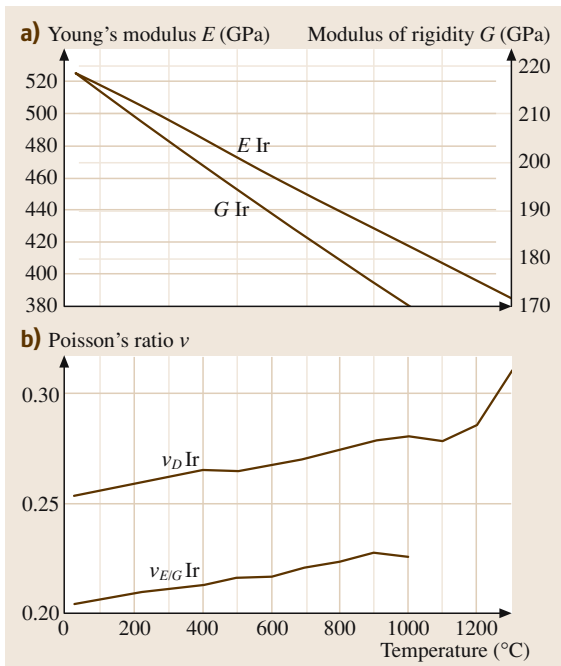 a) Young's modulus E (GPa) Modulus of rigidity G (GPa)
520 220
500 210
480
E Ir 200
460
G Ir
440 190
420
180
400
380 170
b) Poisson's ratio ν
0.30
ν_D Ir
0.25
ν_E/G Ir
0.20
0 200 400 600 800 1000 1200
Temperature (°C)